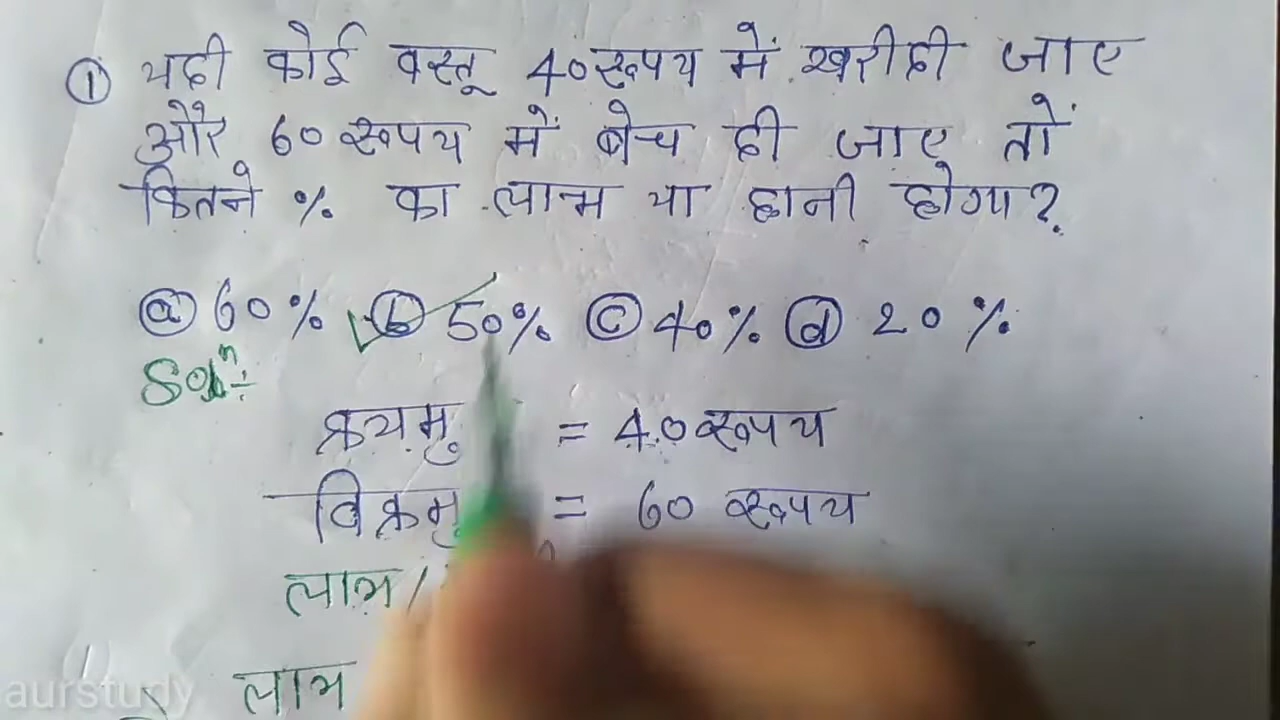 ① यदी कोई वस्तू 40 रूपय में खरीदी जाए
और 60 रूपय में बेच दी जाए तो
कितने % का लाभ या हानी होगा?
ⓐ 60% ⓑ 50% ⓒ 40% ⓓ 20%
Solⁿ:-
क्रयमु = 40 रूपय
विक्रमु = 60 रूपय
लाभ/
लाभ
aurstudy